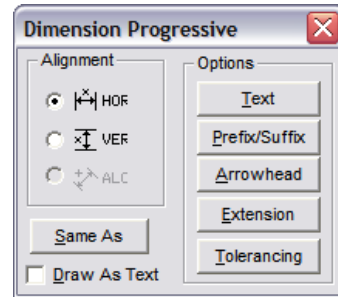 Dimension Progressive
Alignment
HOR
VER
ALC
Same As
Draw As Text
Options
Text
Prefix/Suffix
Arrowhead
Extension
Tolerancing